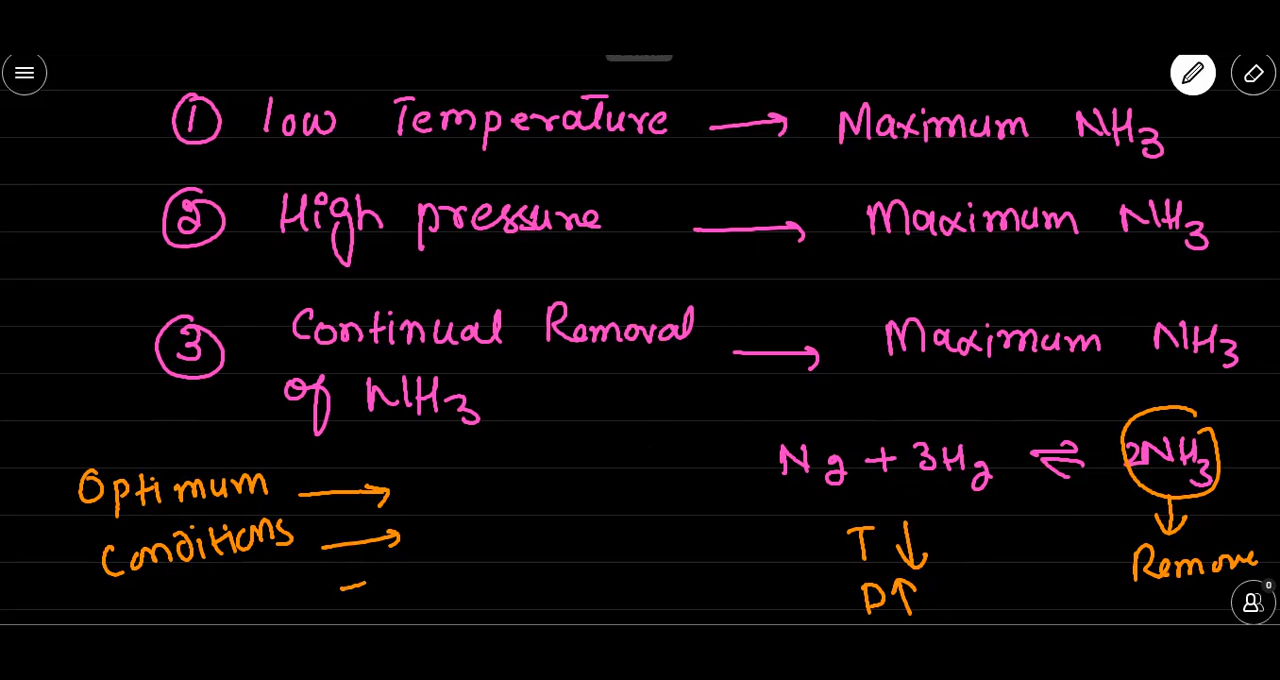 ① Low Temperature → Maximum NH3
② High pressure → Maximum NH3
③ Continual Removal → Maximum NH3
of NH3
N2 + 3H2 ⇌ 2NH3
Optimum →
Conditions →
T ↓
P ↑
Remove
0